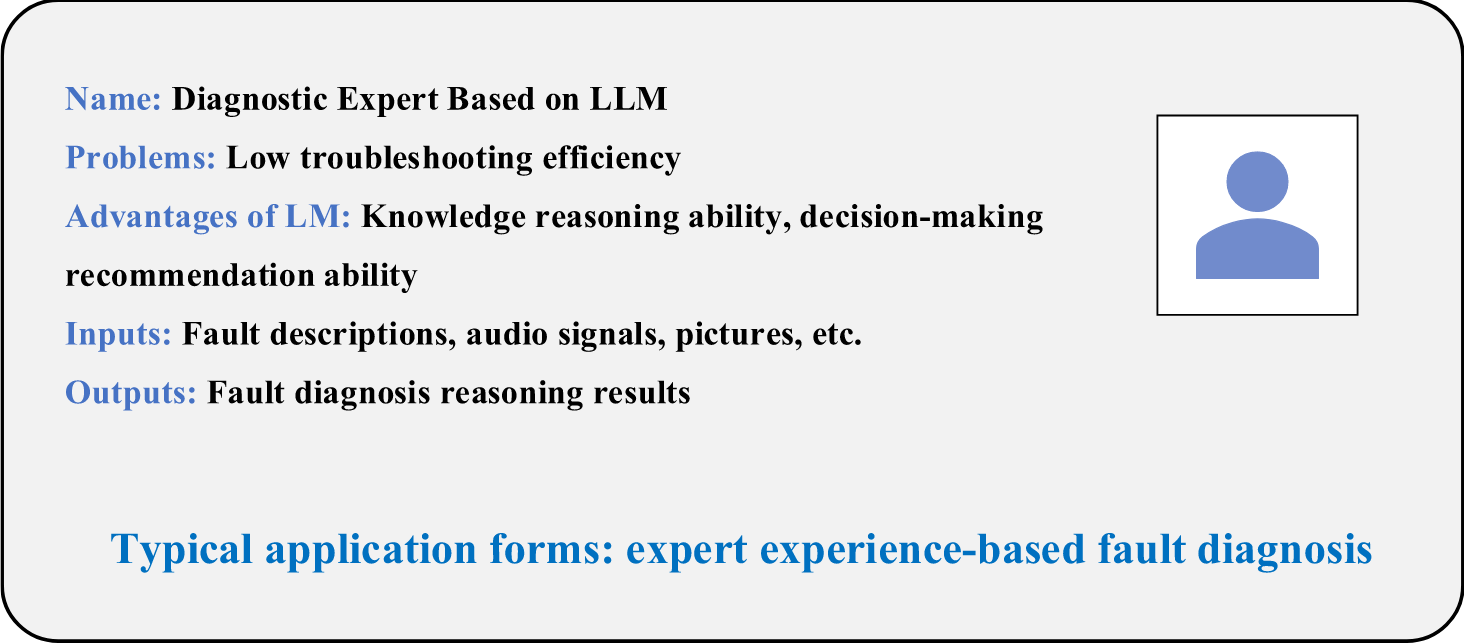 Name: Diagnostic Expert Based on LLM
Problems: Low troubleshooting efficiency
Advantages of LM: Knowledge reasoning ability, decision-making
recommendation ability
Inputs: Fault descriptions, audio signals, pictures, etc.
Outputs: Fault diagnosis reasoning results
Typical application forms: expert experience-based fault diagnosis